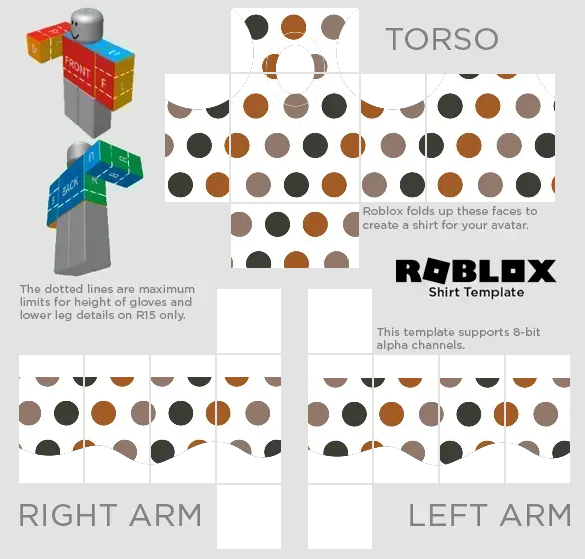 TORSO
FRONT
F
L
U
BACK
B
R
U
Roblox folds up these faces to
create a shirt for your avatar.
ROBLOX
Shirt Template
The dotted lines are maximum
limits for height of gloves and
lower leg details on R15 only.
This template supports 8-bit
alpha channels.
RIGHT ARM
LEFT ARM